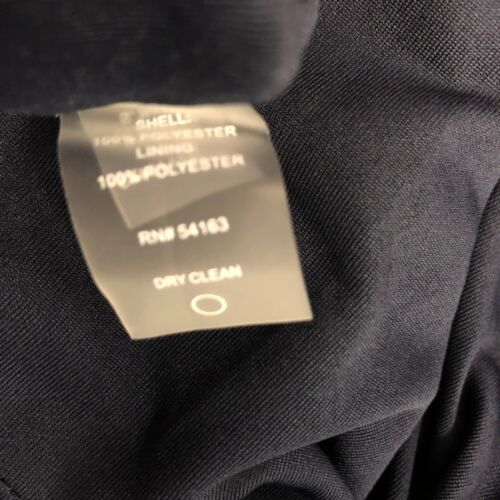 SHELL:
100% POLYESTER
LINING:
100% POLYESTER
RN# 54163
DRY CLEAN